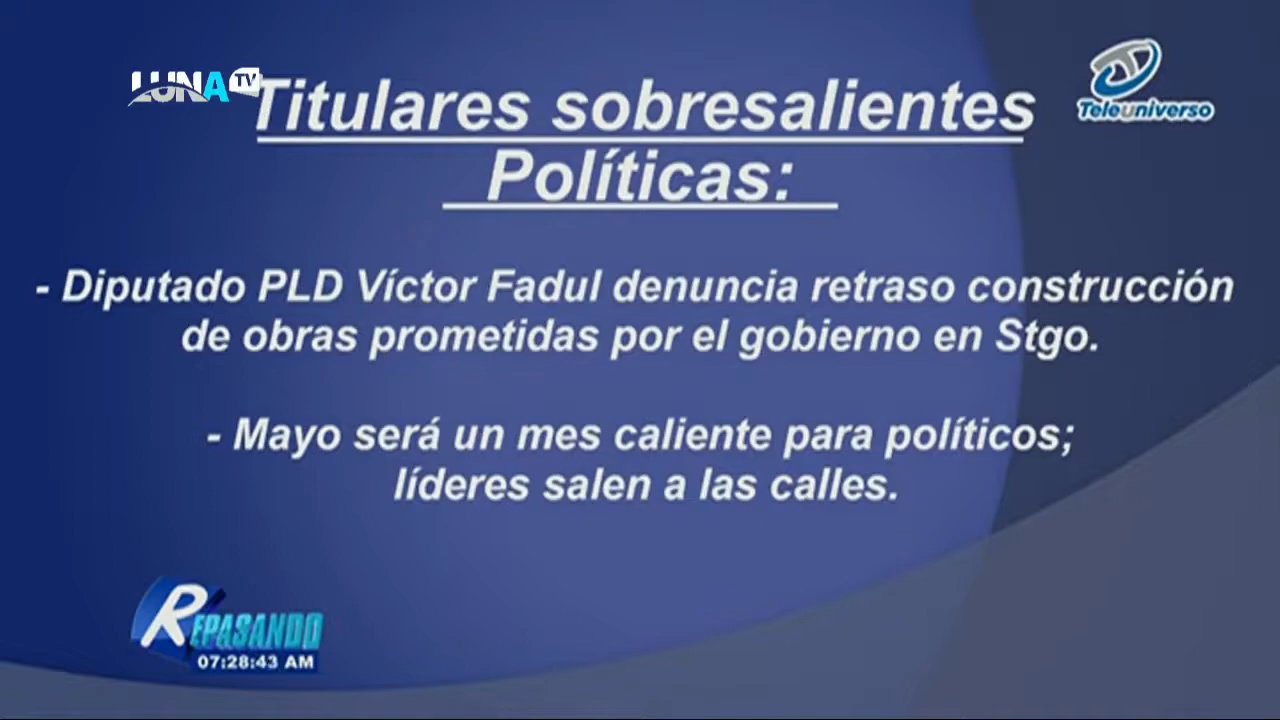 LUNA TV
Teleuniverso
Titulares sobresalientes
Políticas:
- Diputado PLD Víctor Fadul denuncia retraso construcción
de obras prometidas por el gobierno en Stgo.
- Mayo será un mes caliente para políticos;
líderes salen a las calles.
REPASANDO
07:28:43 AM